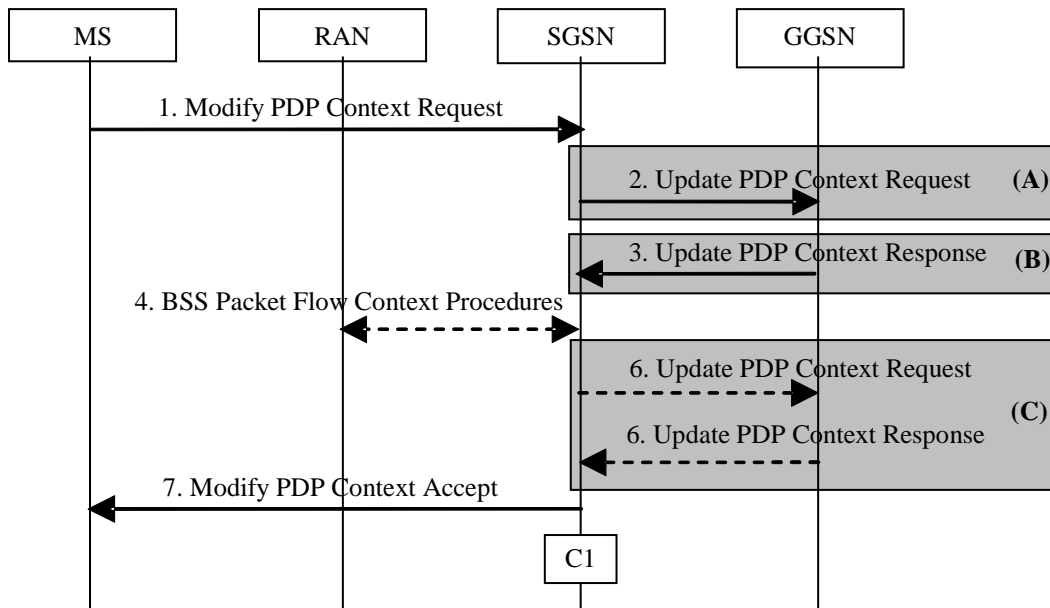 MS RAN SGSN GGSN
1. Modify PDP Context Request
2. Update PDP Context Request (A)
3. Update PDP Context Response (B)
4. BSS Packet Flow Context Procedures
6. Update PDP Context Request
(C)
6. Update PDP Context Response
7. Modify PDP Context Accept
C1